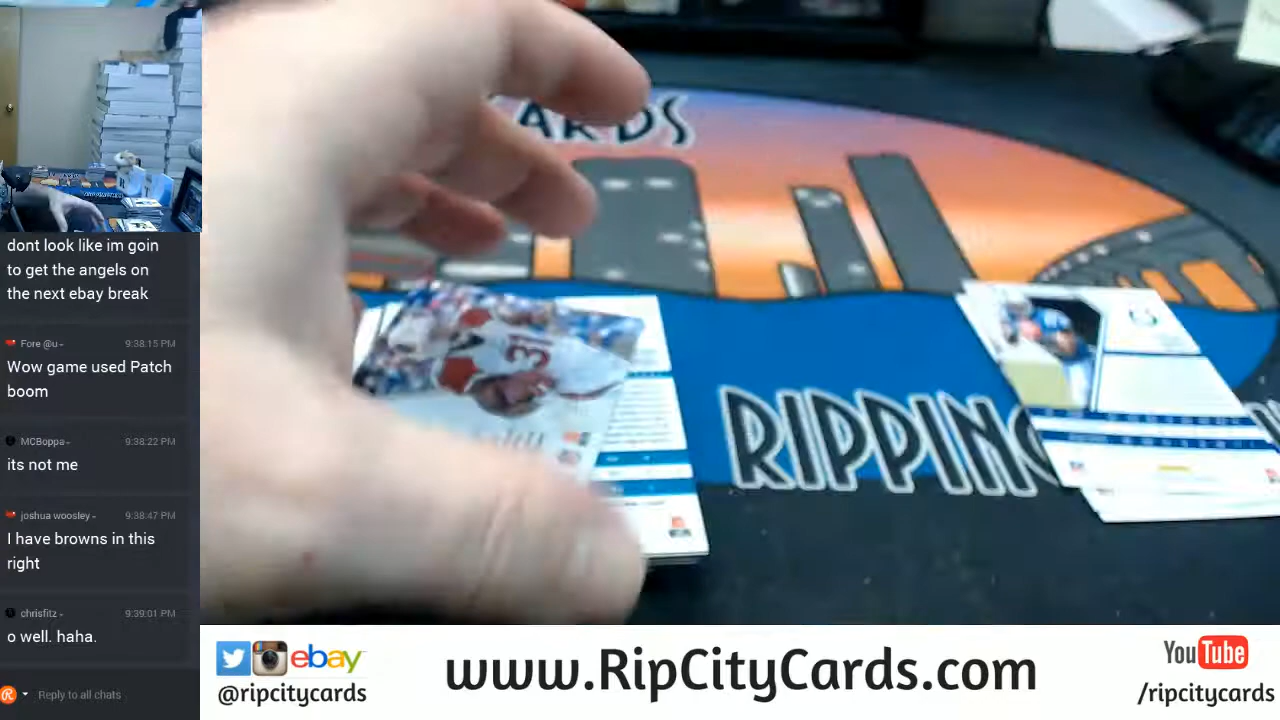 dont look like im goin
to get the angels on
the next ebay break
Fore @u- 9:38:15 PM
Wow game used Patch
boom
MCBoppa- 9:38:22 PM
its not me
joshua woosley- 9:38:47 PM
I have browns in this
right
chrisfitz - 9:39:01 PM
o well. haha.
Reply to all chats
ARDS
31
RIPPING
ebay
@ripcitycards
www.RipCityCards.com
YouTube
/ripcitycards